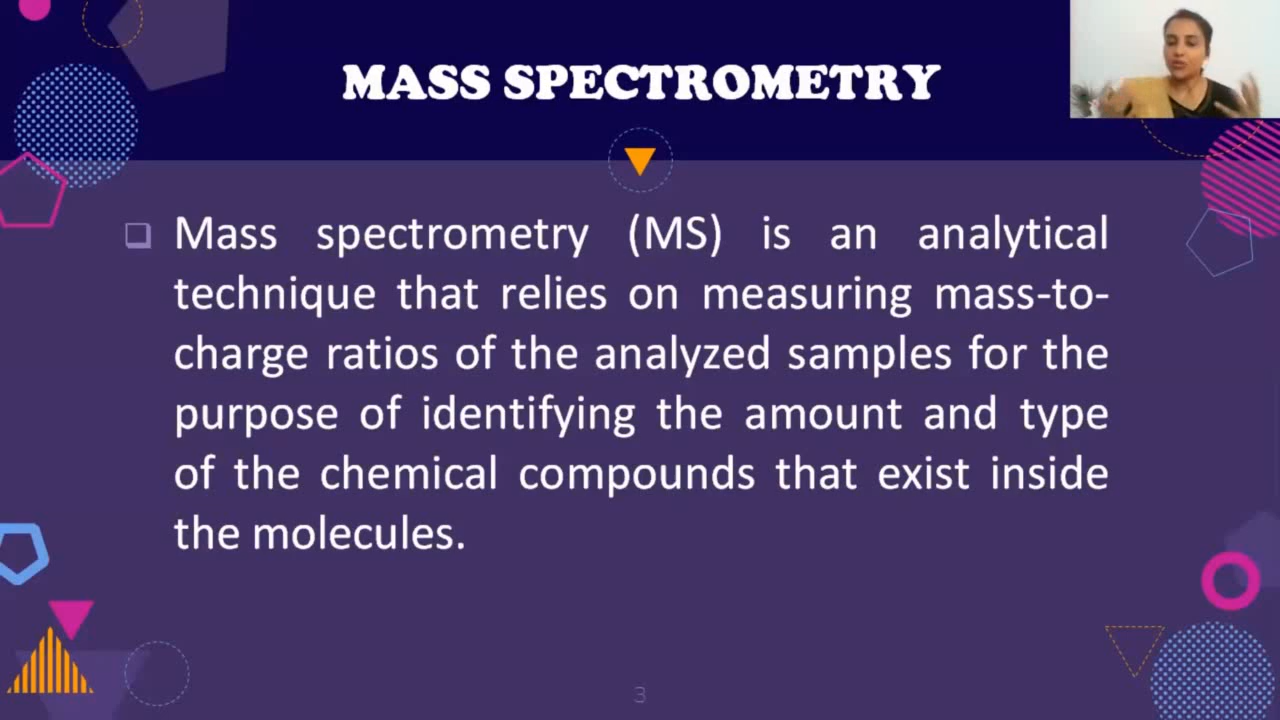 MASS SPECTROMETRY
❑ Mass spectrometry (MS) is an analytical
technique that relies on measuring mass-to-
charge ratios of the analyzed samples for the
purpose of identifying the amount and type
of the chemical compounds that exist inside
the molecules.
3